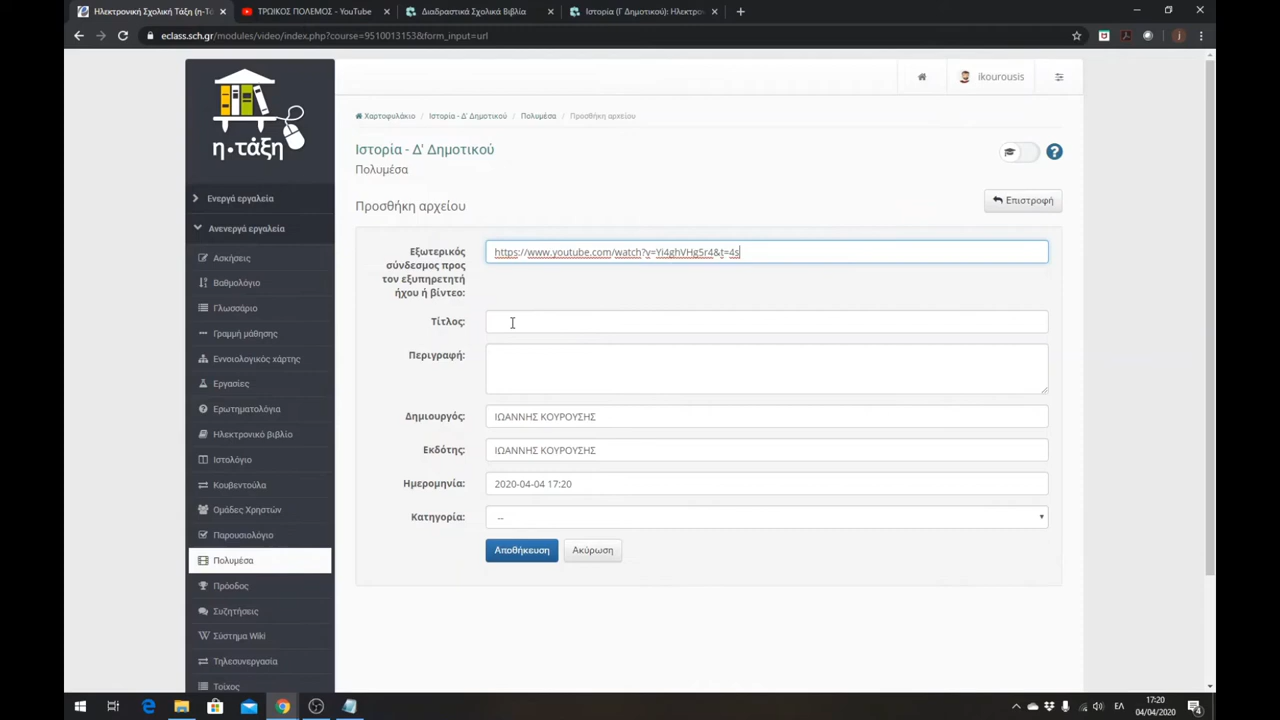 Ηλεκτρονική Σχολική Τάξη (η-Τά
ΤΡΩΙΚΟΣ ΠΟΛΕΜΟΣ - YouTube
Διαδραστικά Σχολικά Βιβλία
Ιστορία (Γ Δημοτικού): Ηλεκτρο
eclass.sch.gr/modules/video/index.php?course=9510013153&form_input=url
η·τάξη
ikourousis
Χαρτοφυλάκιο / Ιστορία - Δ' Δημοτικού / Πολυμέσα / Προσθήκη αρχείου
Ιστορία - Δ' Δημοτικού
Πολυμέσα
Προσθήκη αρχείου
Επιστροφή
Ενεργά εργαλεία
Ανενεργά εργαλεία
Ασκήσεις
Βαθμολόγιο
Γλωσσάριο
Γραμμή μάθησης
Εννοιολογικός χάρτης
Εργασίες
Ερωτηματολόγια
Ηλεκτρονικό βιβλίο
Ιστολόγιο
Κουβεντούλα
Ομάδες Χρηστών
Παρουσιολόγιο
Πολυμέσα
Πρόοδος
Συζητήσεις
Σύστημα Wiki
Τηλεσυνεργασία
Τοίχος
Εξωτερικός
σύνδεσμος προς
τον εξυπηρετητή
ήχου ή βίντεο:
https://www.youtube.com/watch?v=Yi4ghVHg5r4&t=4s
Τίτλος:
Περιγραφή:
Δημιουργός:
ΙΩΑΝΝΗΣ ΚΟΥΡΟΥΣΗΣ
Εκδότης:
ΙΩΑΝΝΗΣ ΚΟΥΡΟΥΣΗΣ
Ημερομηνία:
2020-04-04 17:20
Κατηγορία:
--
Αποθήκευση
Ακύρωση
ΕΛ
17:20
04/04/2020
4